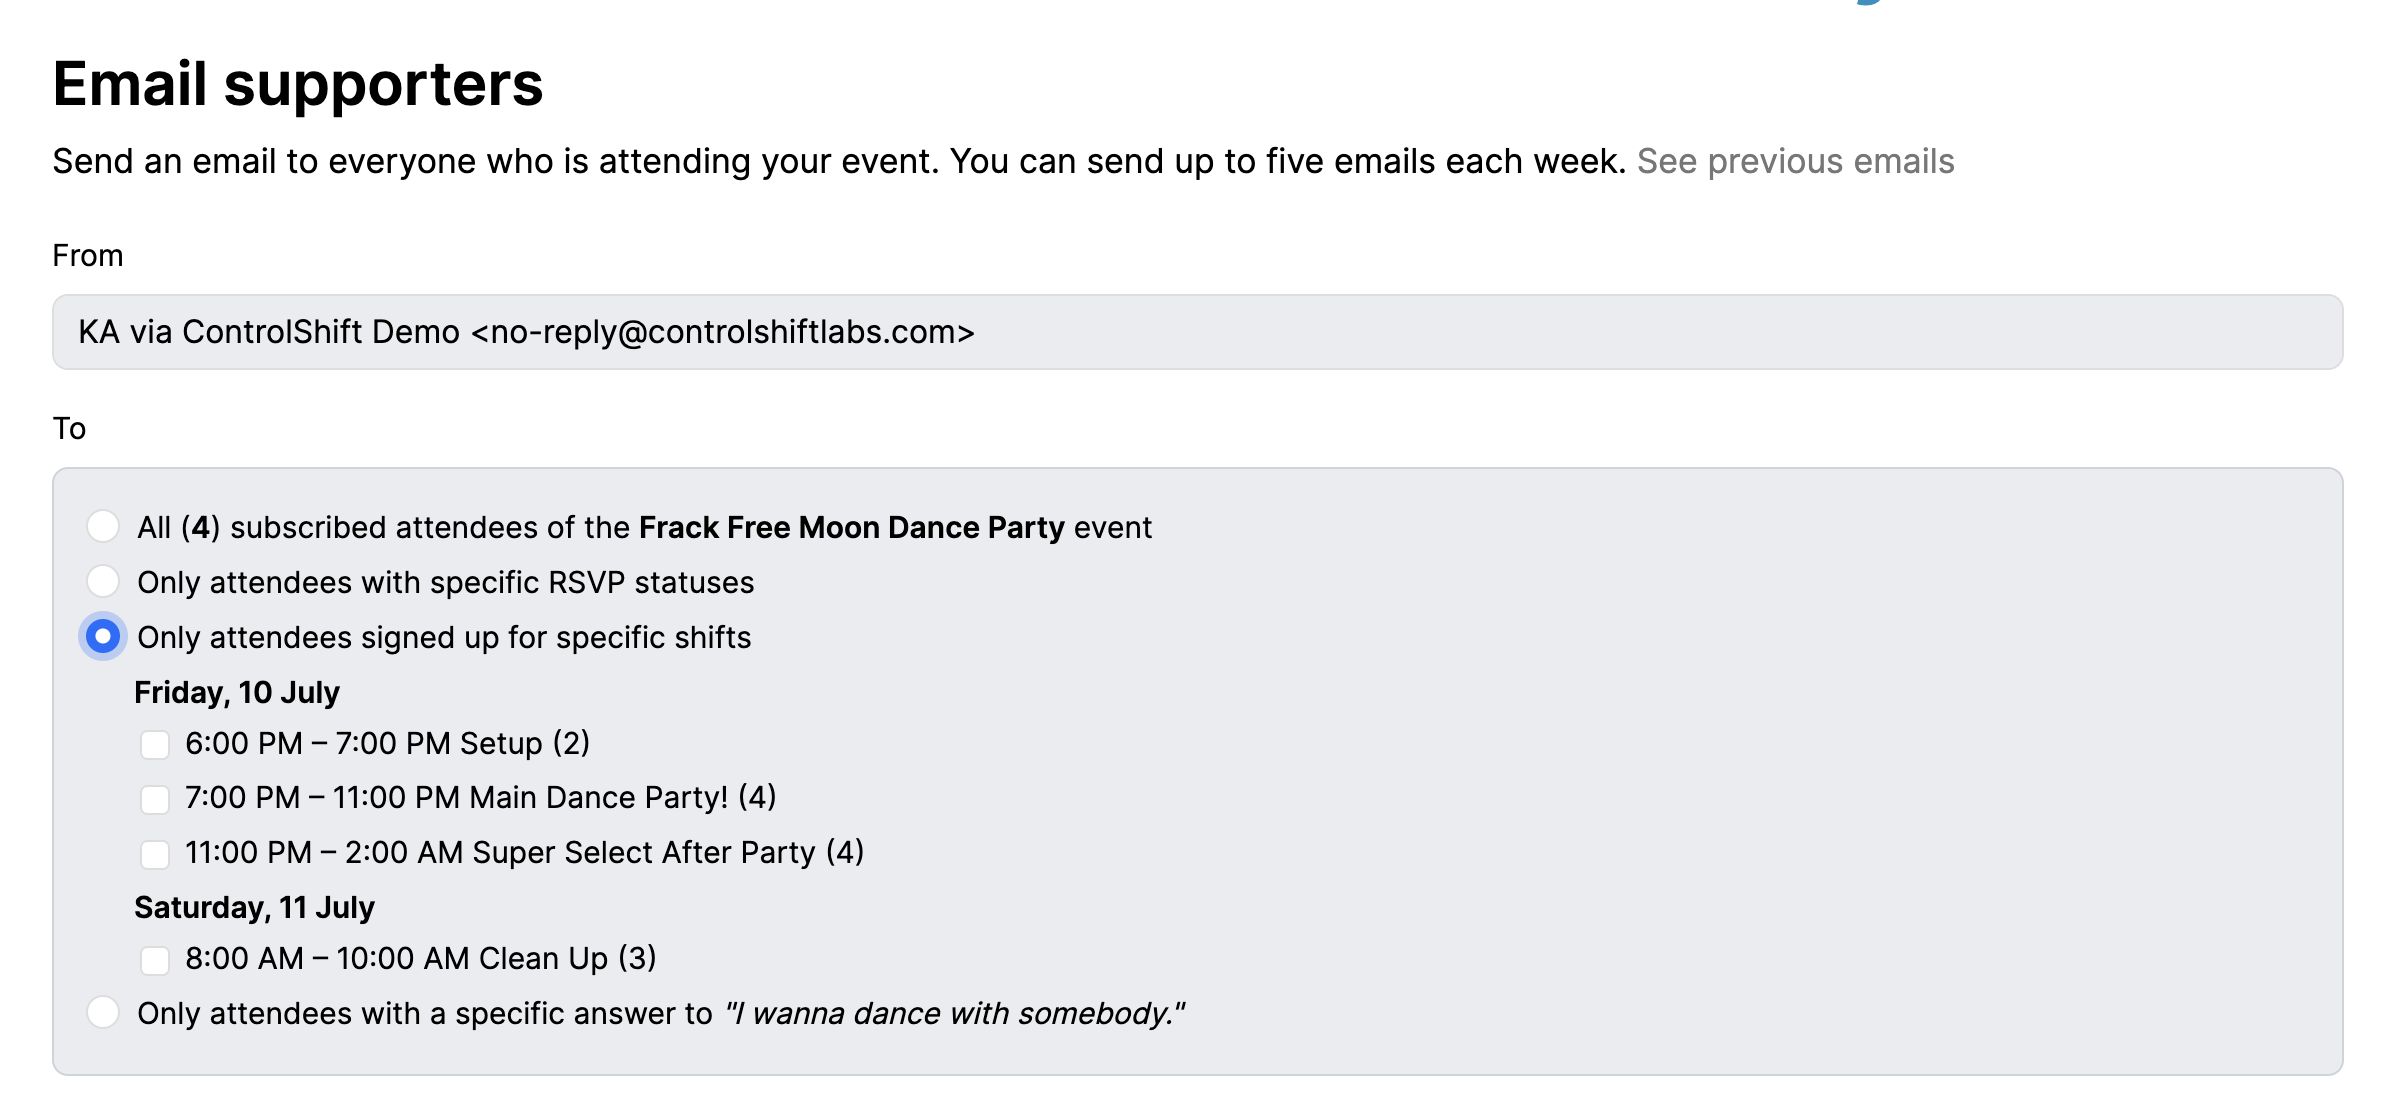 Email supporters
Send an email to everyone who is attending your event. You can send up to five emails each week. See previous emails
From
KA via ControlShift Demo <no-reply@controlshiftlabs.com>
To
All (4) subscribed attendees of the Frack Free Moon Dance Party event
Only attendees with specific RSVP statuses
Only attendees signed up for specific shifts
Friday, 10 July
6:00 PM – 7:00 PM Setup (2)
7:00 PM – 11:00 PM Main Dance Party! (4)
11:00 PM – 2:00 AM Super Select After Party (4)
Saturday, 11 July
8:00 AM – 10:00 AM Clean Up (3)
Only attendees with a specific answer to "I wanna dance with somebody."